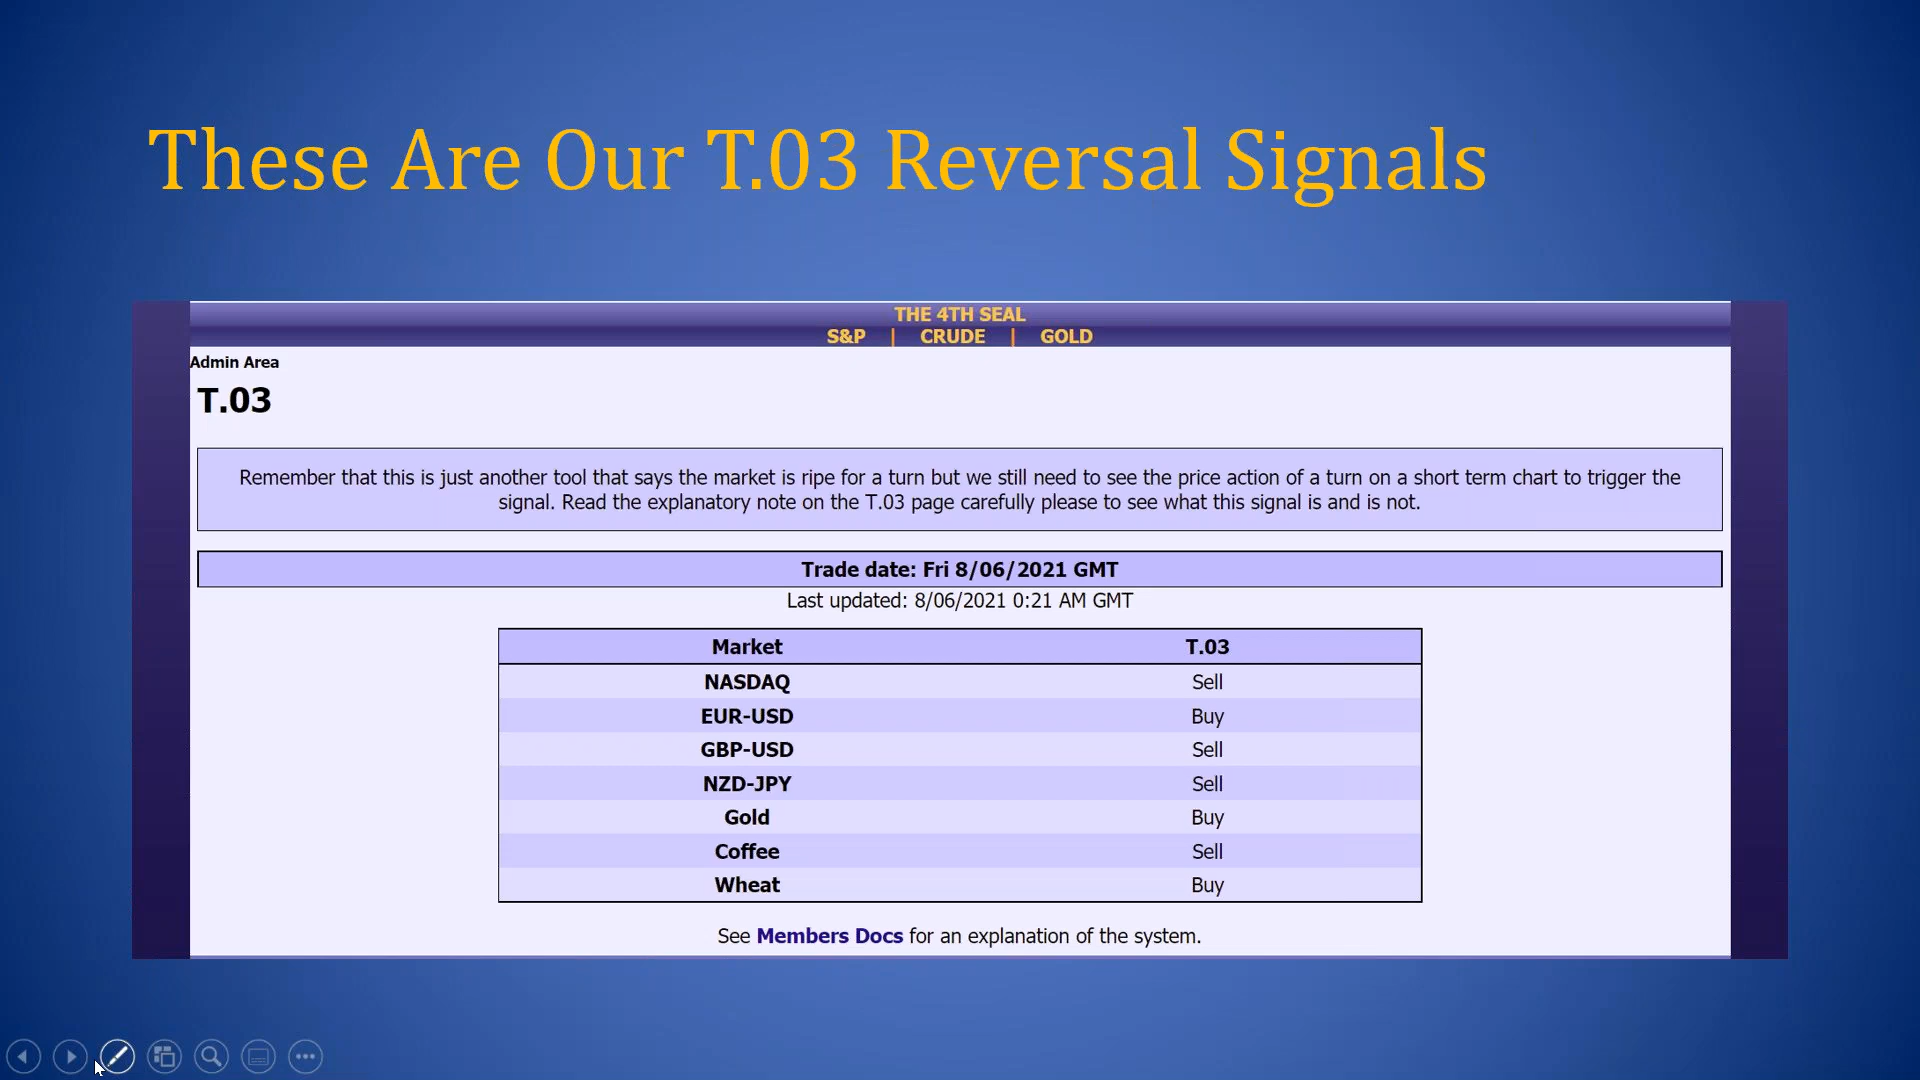 These Are Our T.03 Reversal Signals
THE 4TH SEAL
S&P | CRUDE | GOLD
Admin Area
T.03
Remember that this is just another tool that says the market is ripe for a turn but we still need to see the price action of a turn on a short term chart to trigger the
signal. Read the explanatory note on the T.03 page carefully please to see what this signal is and is not.
Trade date: Fri 8/06/2021 GMT
Last updated: 8/06/2021 0:21 AM GMT
Market T.03
NASDAQ Sell
EUR-USD Buy
GBP-USD Sell
NZD-JPY Sell
Gold Buy
Coffee Sell
Wheat Buy
See Members Docs for an explanation of the system.